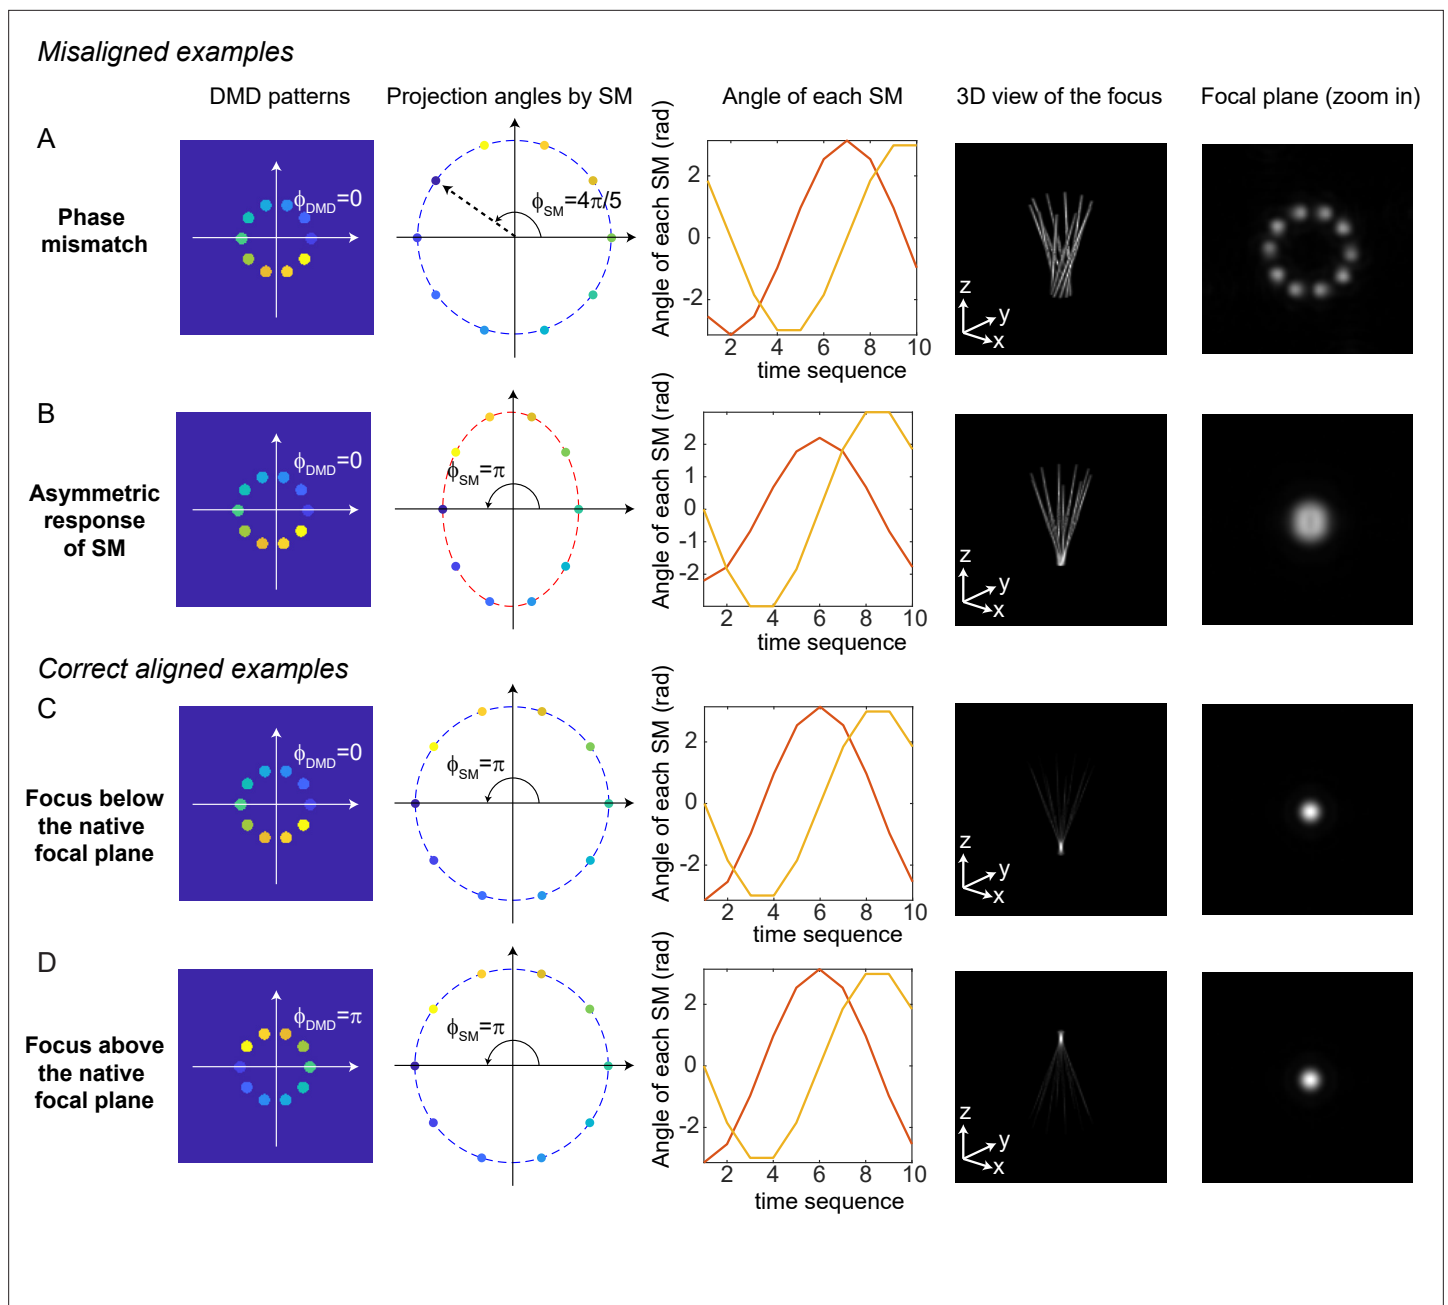 Misaligned examples
DMD patterns
Projection angles by SM
Angle of each SM
3D view of the focus
Focal plane (zoom in)
A
Phase
mismatch
ϕDMD=0
ϕSM=4π/5
Angle of each SM (rad)
2
0
-2
2 4 6 8 10
time sequence
z
y
x
B
Asymmetric
response
of SM
ϕDMD=0
ϕSM=π
Angle of each SM (rad)
2
1
0
-1
-2
2 4 6 8 10
time sequence
z
y
x
Correct aligned examples
C
Focus below
the native
focal plane
ϕDMD=0
ϕSM=π
Angle of each SM (rad)
2
0
-2
2 4 6 8 10
time sequence
z
y
x
D
Focus above
the native
focal plane
ϕDMD=π
ϕSM=π
Angle of each SM (rad)
2
0
-2
2 4 6 8 10
time sequence
z
y
x